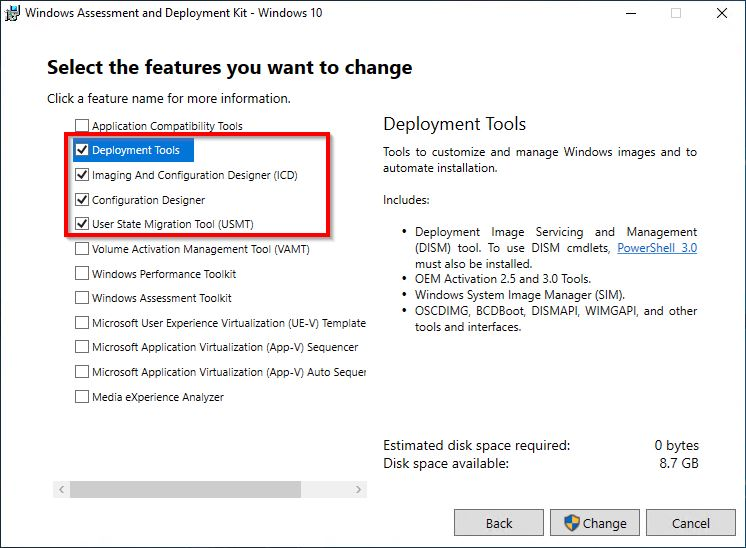 Windows Assessment and Deployment Kit - Windows 10
Select the features you want to change
Click a feature name for more information.
Application Compatibility Tools
Deployment Tools
Imaging And Configuration Designer (ICD)
Configuration Designer
User State Migration Tool (USMT)
Volume Activation Management Tool (VAMT)
Windows Performance Toolkit
Windows Assessment Toolkit
Microsoft User Experience Virtualization (UE-V) Template
Microsoft Application Virtualization (App-V) Sequencer
Microsoft Application Virtualization (App-V) Auto Sequer
Media eXperience Analyzer
Deployment Tools
Tools to customize and manage Windows images and to
automate installation.
Includes:
• Deployment Image Servicing and Management
(DISM) tool. To use DISM cmdlets, PowerShell 3.0
must also be installed.
• OEM Activation 2.5 and 3.0 Tools.
• Windows System Image Manager (SIM).
• OSCDIMG, BCDBoot, DISMAPI, WIMGAPI, and other
tools and interfaces.
Estimated disk space required: 0 bytes
Disk space available: 8.7 GB
Back
Change
Cancel